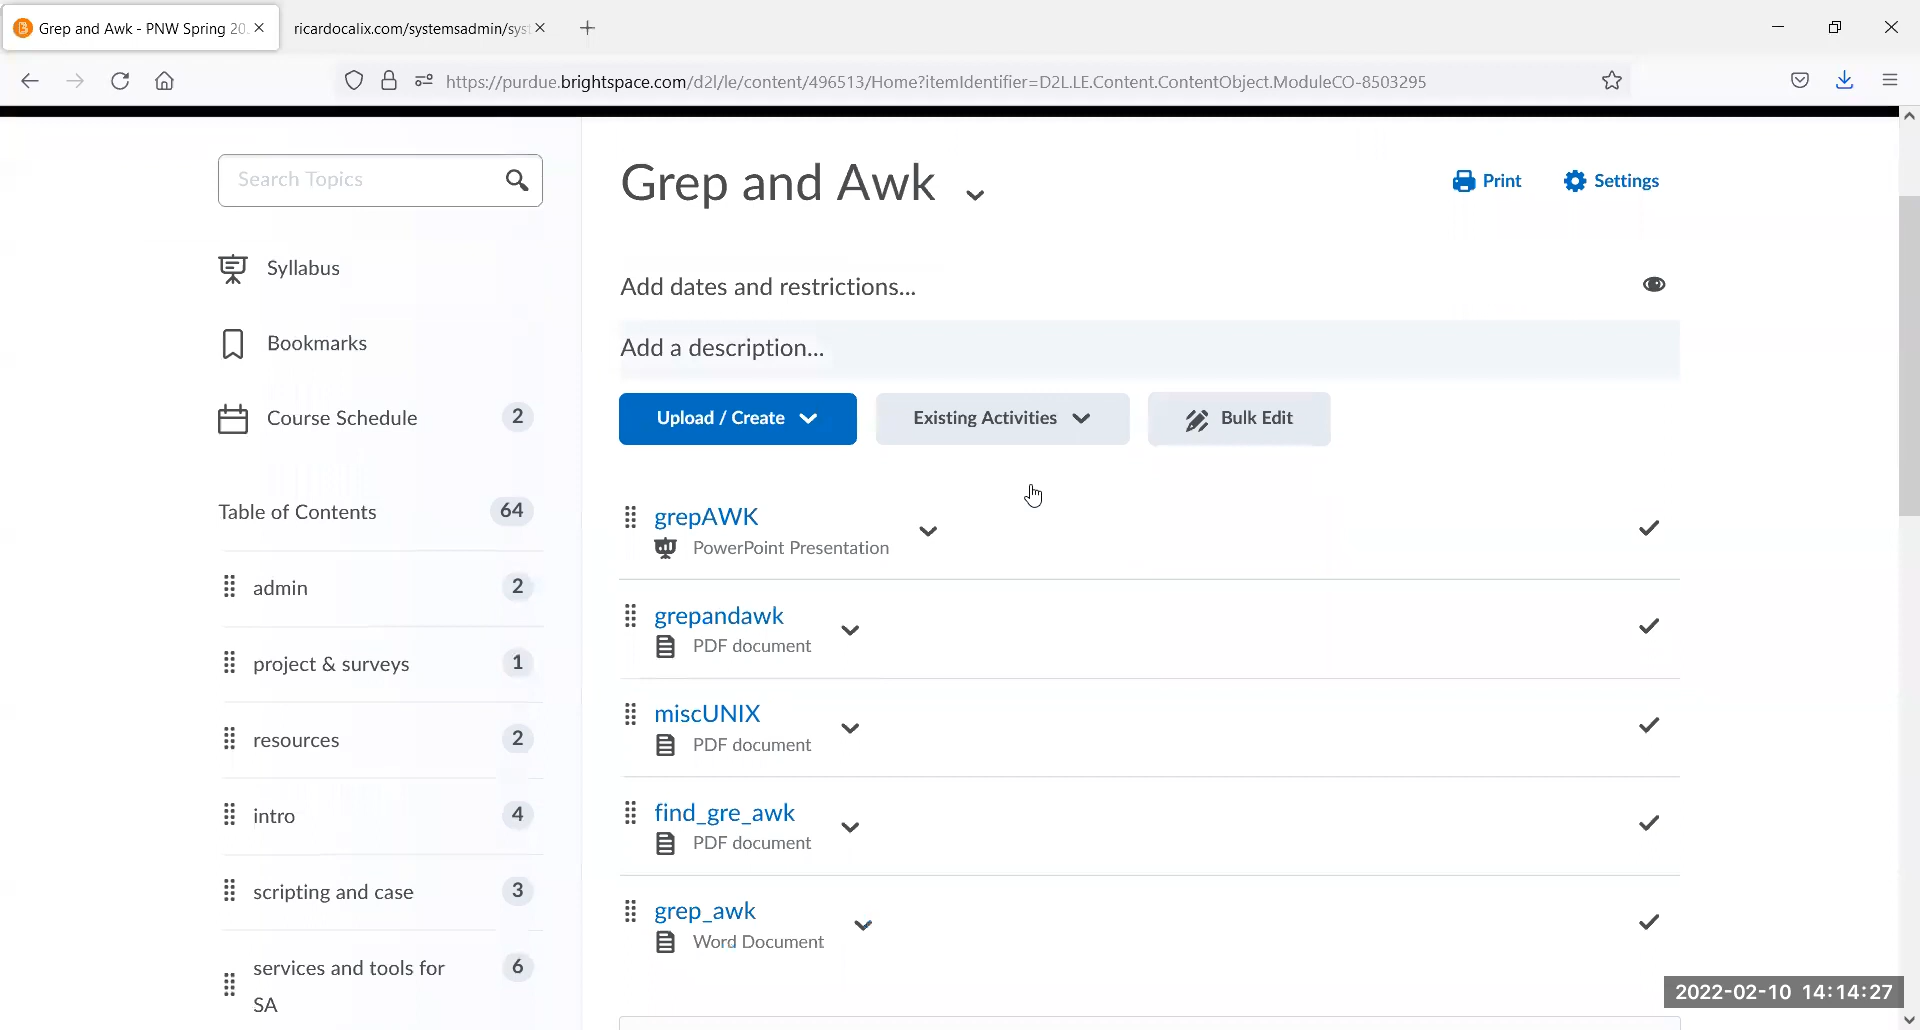 Grep and Awk - PNW Spring 20
ricardocalix.com/systemsadmin/syst
https://purdue.brightspace.com/d2l/le/content/496513/Home?itemIdentifier=D2L.LE.Content.ContentObject.ModuleCO-8503295
Search Topics
Syllabus
Bookmarks
Course Schedule 2
Table of Contents 64
admin 2
project & surveys 1
resources 2
intro 4
scripting and case 3
services and tools for 6
SA
Grep and Awk
Print
Settings
Add dates and restrictions...
Add a description...
Upload / Create
Existing Activities
Bulk Edit
grepAWK
PowerPoint Presentation
grepandawk
PDF document
miscUNIX
PDF document
find_gre_awk
PDF document
grep_awk
Word Document
2022-02-10 14:14:27